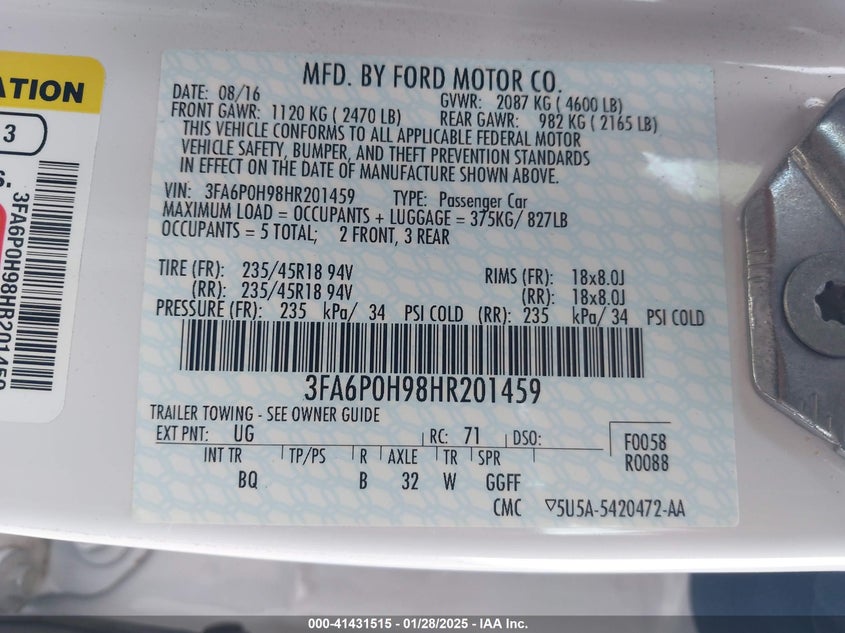 MFD. BY FORD MOTOR CO.
DATE: 08/16 GVWR: 2087 KG ( 4600 LB)
FRONT GAWR: 1120 KG ( 2470 LB) REAR GAWR: 982 KG ( 2165 LB)
THIS VEHICLE CONFORMS TO ALL APPLICABLE FEDERAL MOTOR
VEHICLE SAFETY, BUMPER, AND THEFT PREVENTION STANDARDS
IN EFFECT ON THE DATE OF MANUFACTURE SHOWN ABOVE.
VIN: 3FA6P0H98HR201459 TYPE: Passenger Car
MAXIMUM LOAD = OCCUPANTS + LUGGAGE = 375KG/ 827LB
OCCUPANTS = 5 TOTAL; 2 FRONT, 3 REAR
TIRE (FR): 235/45R18 94V RIMS (FR): 18x8.0J
(RR): 235/45R18 94V (RR): 18x8.0J
PRESSURE (FR): 235 kPa/ 34 PSI COLD (RR): 235 kPa/ 34 PSI COLD
3FA6P0H98HR201459
TRAILER TOWING - SEE OWNER GUIDE
EXT PNT: UG RC: 71 DSO: F0058
INT TR TP/PS R AXLE TR SPR R0088
BQ B 32 W GGFF
CMC ▽5U5A-5420472-AA
ATION
3
3FA6P0H98HR201459
000-41431515 — 01/28/2025 — IAA Inc.